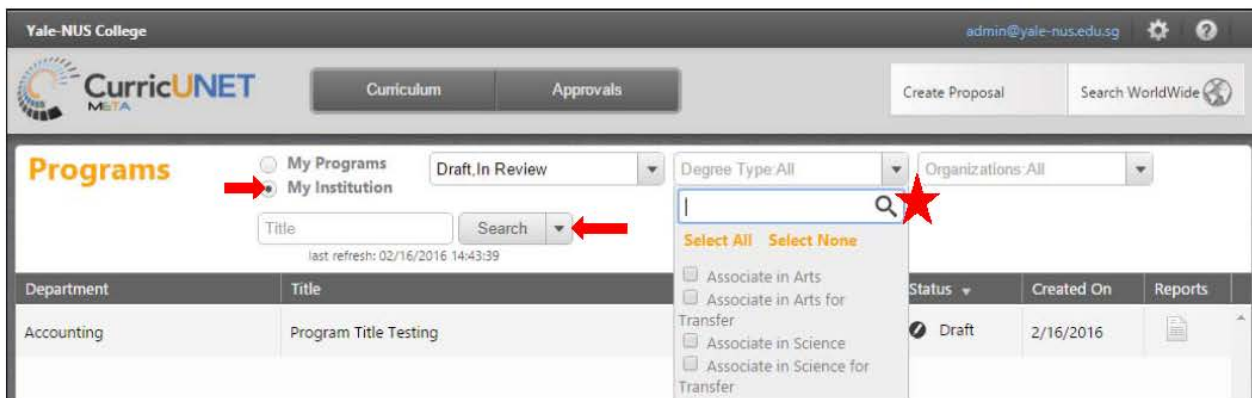 Yale-NUS College
admin@yale-nus.edu.sg
CurricUNET
META
Curriculum
Approvals
Create Proposal
Search WorldWide
Programs
My Programs
My Institution
Draft,In Review
Degree Type:All
Organizations:All
Title
Search
last refresh: 02/16/2016 14:43:39
Select All Select None
Associate in Arts
Associate in Arts for
Transfer
Associate in Science
Associate in Science for
Transfer
Department Title Status Created On Reports
Accounting Program Title Testing Draft 2/16/2016